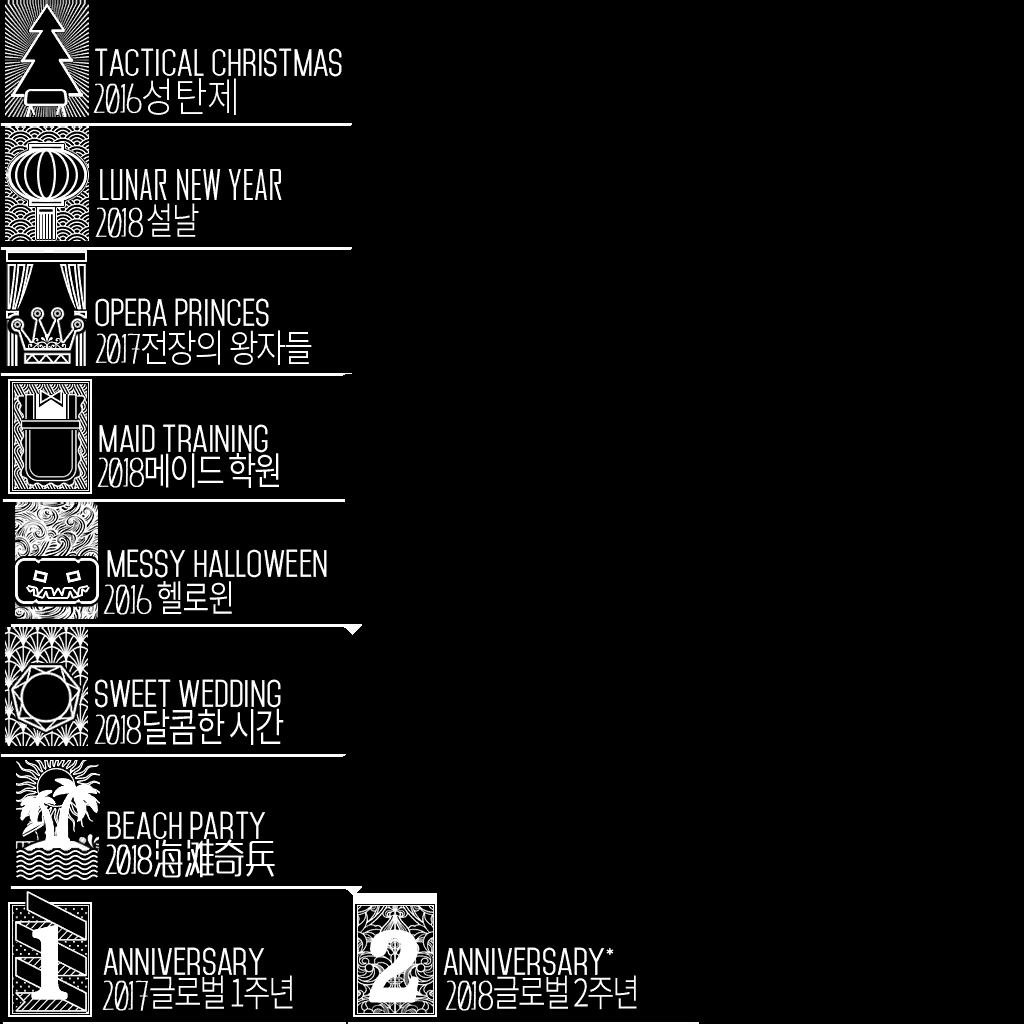 TACTICAL CHRISTMAS
2016성탄제
LUNAR NEW YEAR
2018 설날
OPERA PRINCES
2017전장의 왕자들
MAID TRAINING
2018메이드 학원
MESSY HALLOWEEN
2016 헬로윈
SWEET WEDDING
2018달콤한 시간
BEACH PARTY
2018海滩奇兵
1
ANNIVERSARY
2017글로벌 1주년
2
ANNIVERSARY*
2018글로벌 2주년